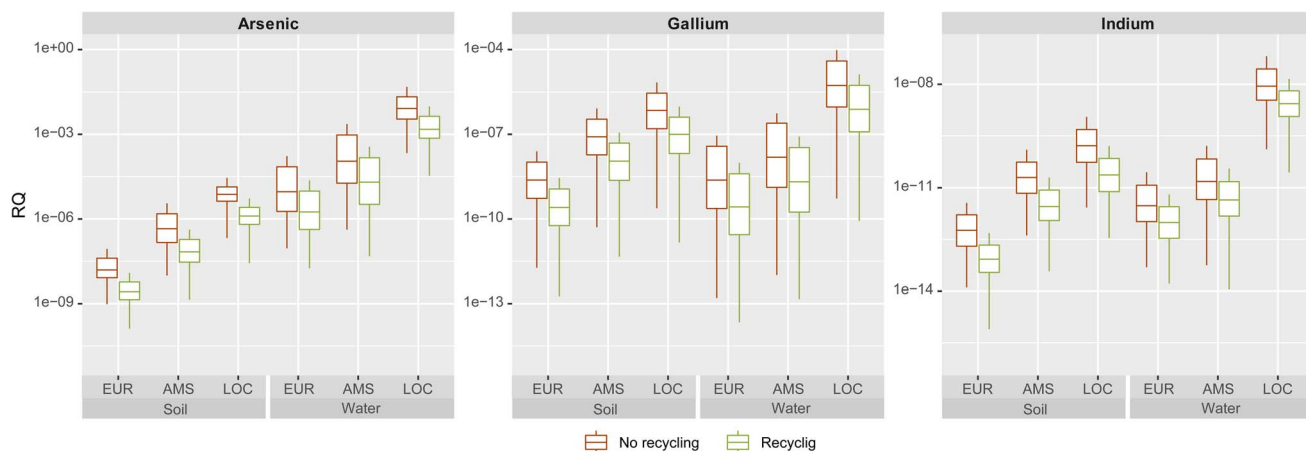 Arsenic
Gallium
Indium
RQ
1e+00
1e−03
1e−06
1e−09
1e−04
1e−07
1e−10
1e−13
1e−08
1e−11
1e−14
EUR AMS LOC EUR AMS LOC
Soil Water
EUR AMS LOC EUR AMS LOC
Soil Water
EUR AMS LOC EUR AMS LOC
Soil Water
No recycling Recyclig